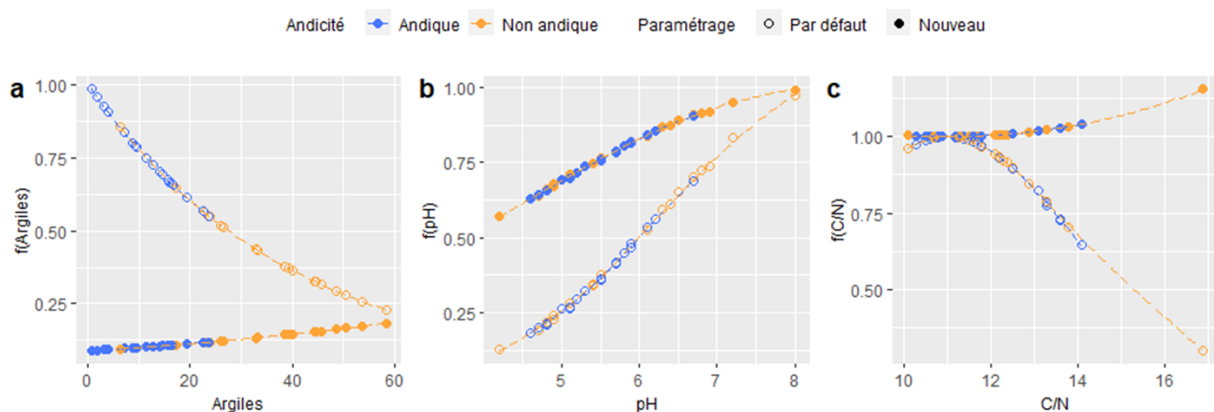 Andicité Andique Non andique Paramétrage Par défaut Nouveau
a
f(Argiles)
1.00
0.75
0.50
0.25
0 20 40 60
Argiles
b
f(pH)
1.00
0.75
0.50
0.25
5 6 7 8
pH
c
f(C/N)
1.00
0.75
0.50
10 12 14 16
C/N